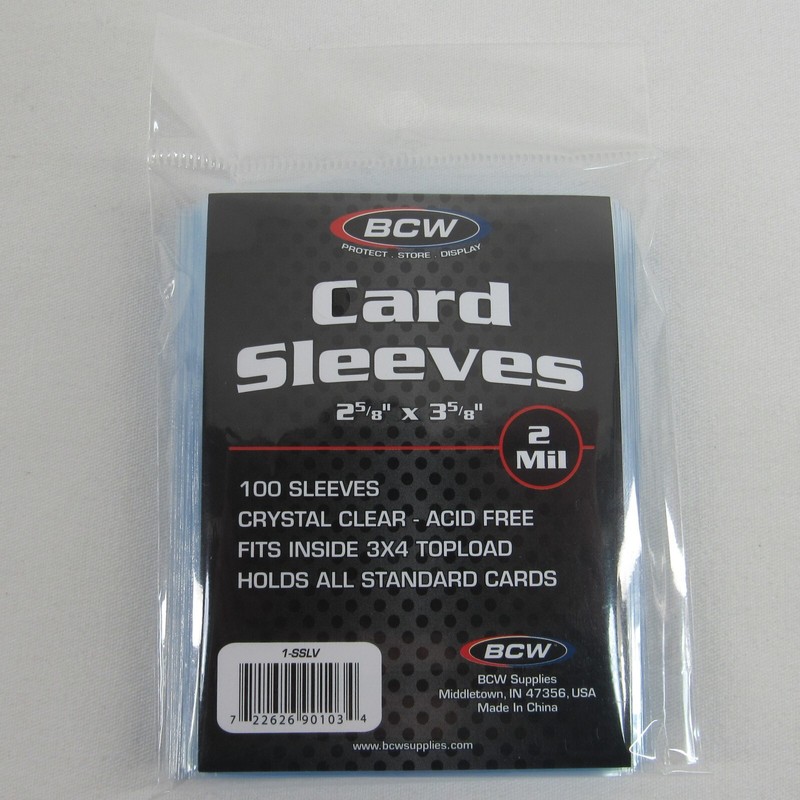 BCW
PROTECT . STORE . DISPLAY
Card
Sleeves
2⁵/₈" x 3⁵/₈"
2
Mil
100 SLEEVES
CRYSTAL CLEAR - ACID FREE
FITS INSIDE 3X4 TOPLOAD
HOLDS ALL STANDARD CARDS
1-SSLV
7 22626 90103 4
BCW
BCW Supplies
Middletown, IN 47356, USA
Made In China
www.bcwsupplies.com